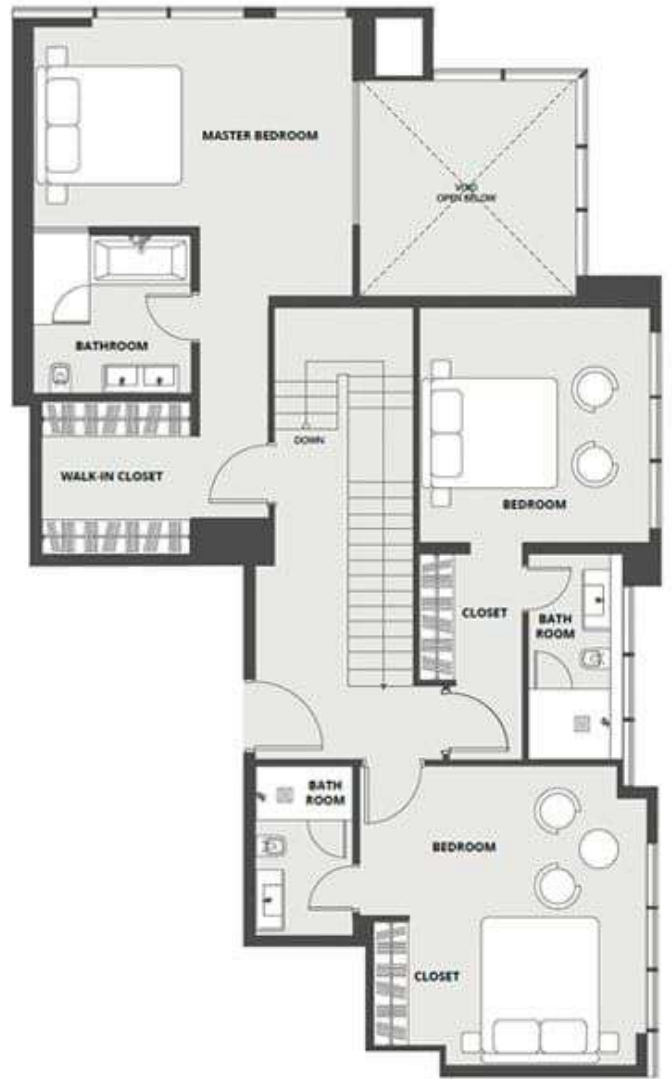 MASTER BEDROOM
VOID
OPEN BELOW
BATHROOM
DOWN
WALK-IN CLOSET
BEDROOM
CLOSET
BATH
ROOM
BATH
ROOM
BEDROOM
CLOSET